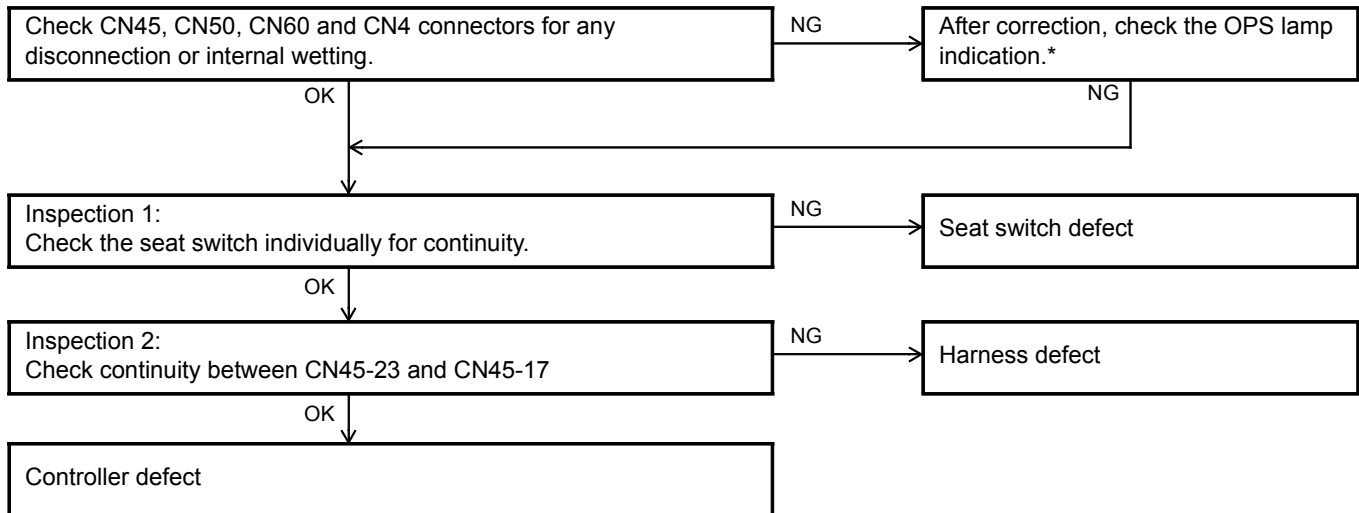 Check CN45, CN50, CN60 and CN4 connectors for any
disconnection or internal wetting.
NG
After correction, check the OPS lamp
indication.*
OK
NG
Inspection 1:
Check the seat switch individually for continuity.
NG
Seat switch defect
OK
Inspection 2:
Check continuity between CN45-23 and CN45-17
NG
Harness defect
OK
Controller defect